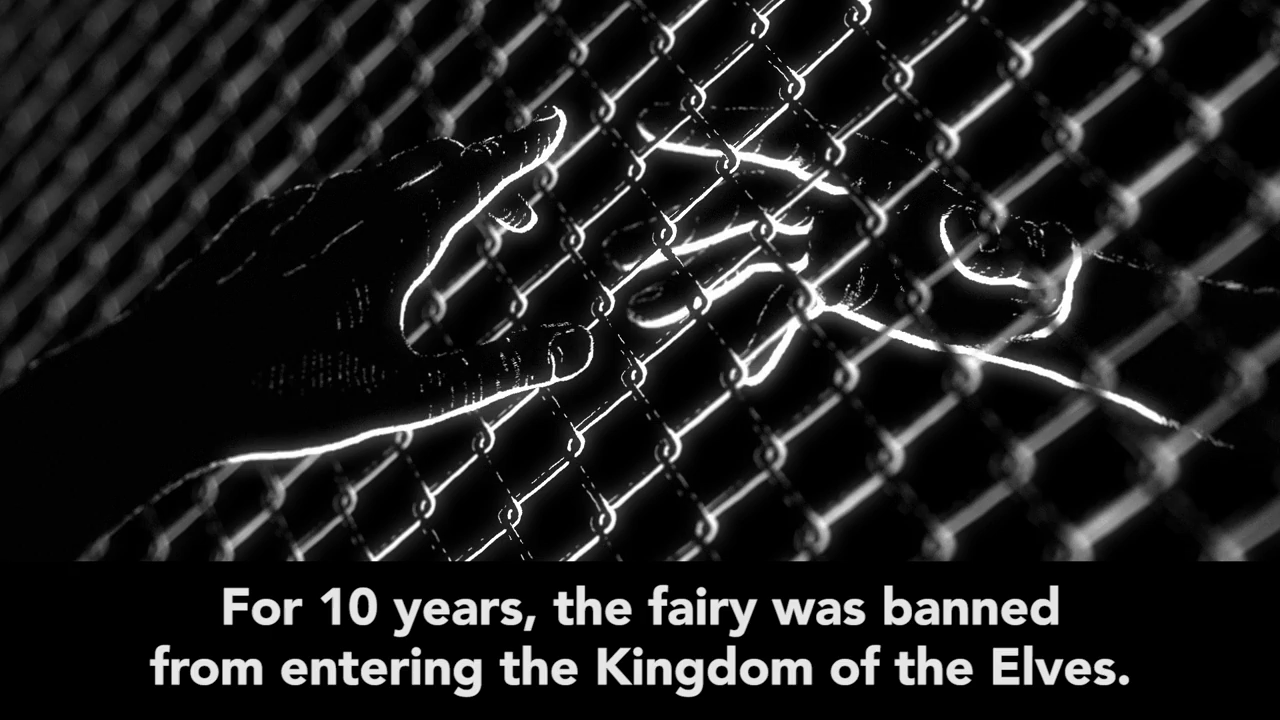 For 10 years, the fairy was banned
from entering the Kingdom of the Elves.